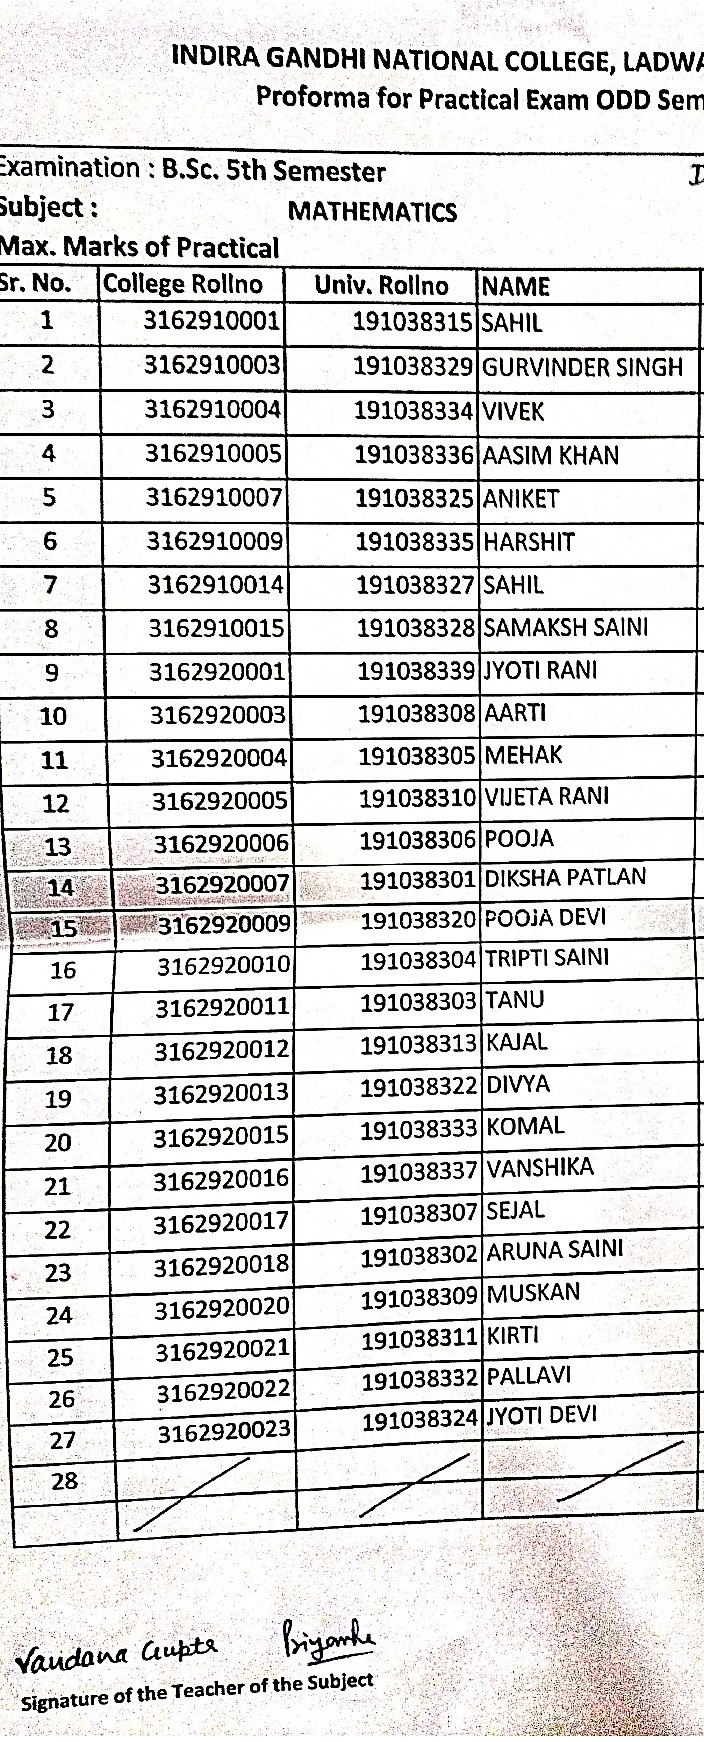 INDIRA GANDHI NATIONAL COLLEGE, LADWA
Proforma for Practical Exam ODD Sem
Examination : B.Sc. 5th Semester
Subject : MATHEMATICS
Max. Marks of Practical
Sr. No. College Rollno Univ. Rollno NAME
1 3162910001 191038315 SAHIL
2 3162910003 191038329 GURVINDER SINGH
3 3162910004 191038334 VIVEK
4 3162910005 191038336 AASIM KHAN
5 3162910007 191038325 ANIKET
6 3162910009 191038335 HARSHIT
7 3162910014 191038327 SAHIL
8 3162910015 191038328 SAMAKSH SAINI
9 3162920001 191038339 JYOTI RANI
10 3162920003 191038308 AARTI
11 3162920004 191038305 MEHAK
12 3162920005 191038310 VIJETA RANI
13 3162920006 191038306 POOJA
14 3162920007 191038301 DIKSHA PATLAN
15 3162920009 191038320 POOJA DEVI
16 3162920010 191038304 TRIPTI SAINI
17 3162920011 191038303 TANU
18 3162920012 191038313 KAJAL
19 3162920013 191038322 DIVYA
20 3162920015 191038333 KOMAL
21 3162920016 191038337 VANSHIKA
22 3162920017 191038307 SEJAL
23 3162920018 191038302 ARUNA SAINI
24 3162920020 191038309 MUSKAN
25 3162920021 191038311 KIRTI
26 3162920022 191038332 PALLAVI
27 3162920023 191038324 JYOTI DEVI
28
Vandana Gupta Priyanka
Signature of the Teacher of the Subject